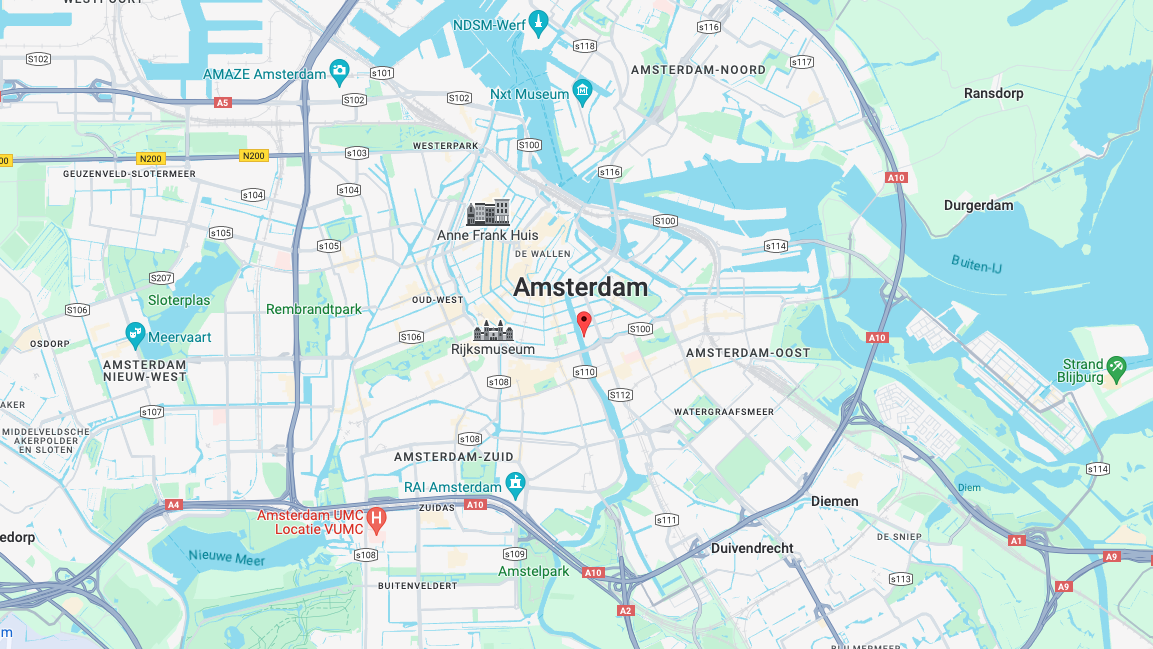 WESTPOORT
NDSM-Werf
S116
S118
S102
S117
AMAZE Amsterdam
S101
AMSTERDAM-NOORD
Nxt Museum
Ransdorp
A5
S102
S102
WESTERPARK
S100
N200
N200
S103
GEUZENVELD-SLOTERMEER
S116
A10
S104
S104
Durgerdam
S100
S105
Anne Frank Huis
S105
S114
DE WALLEN
Buiten-IJ
S207
Amsterdam
Sloterplas
OUD-WEST
S106
Rembrandtpark
S100
Meervaart
S106
A10
OSDORP
Rijksmuseum
AMSTERDAM-OOST
AMSTERDAM
NIEUW-WEST
Strand
Blijburg
S110
S108
S112
AKER
S107
WATERGRAAFSMEER
MIDDELVELDSCHE
AKERPOLDER
EN SLOTEN
S108
AMSTERDAM-ZUID
S114
RAI Amsterdam
Diem
A4
A10
ZUIDAS
Diemen
Amsterdam UMC
Locatie VUMC
S111
edorp
DE SNIEP
A1
Duivendrecht
Nieuwe Meer
S108
S109
A9
Amstelpark
A10
S113
BUITENVELDERT
A9
A2
m